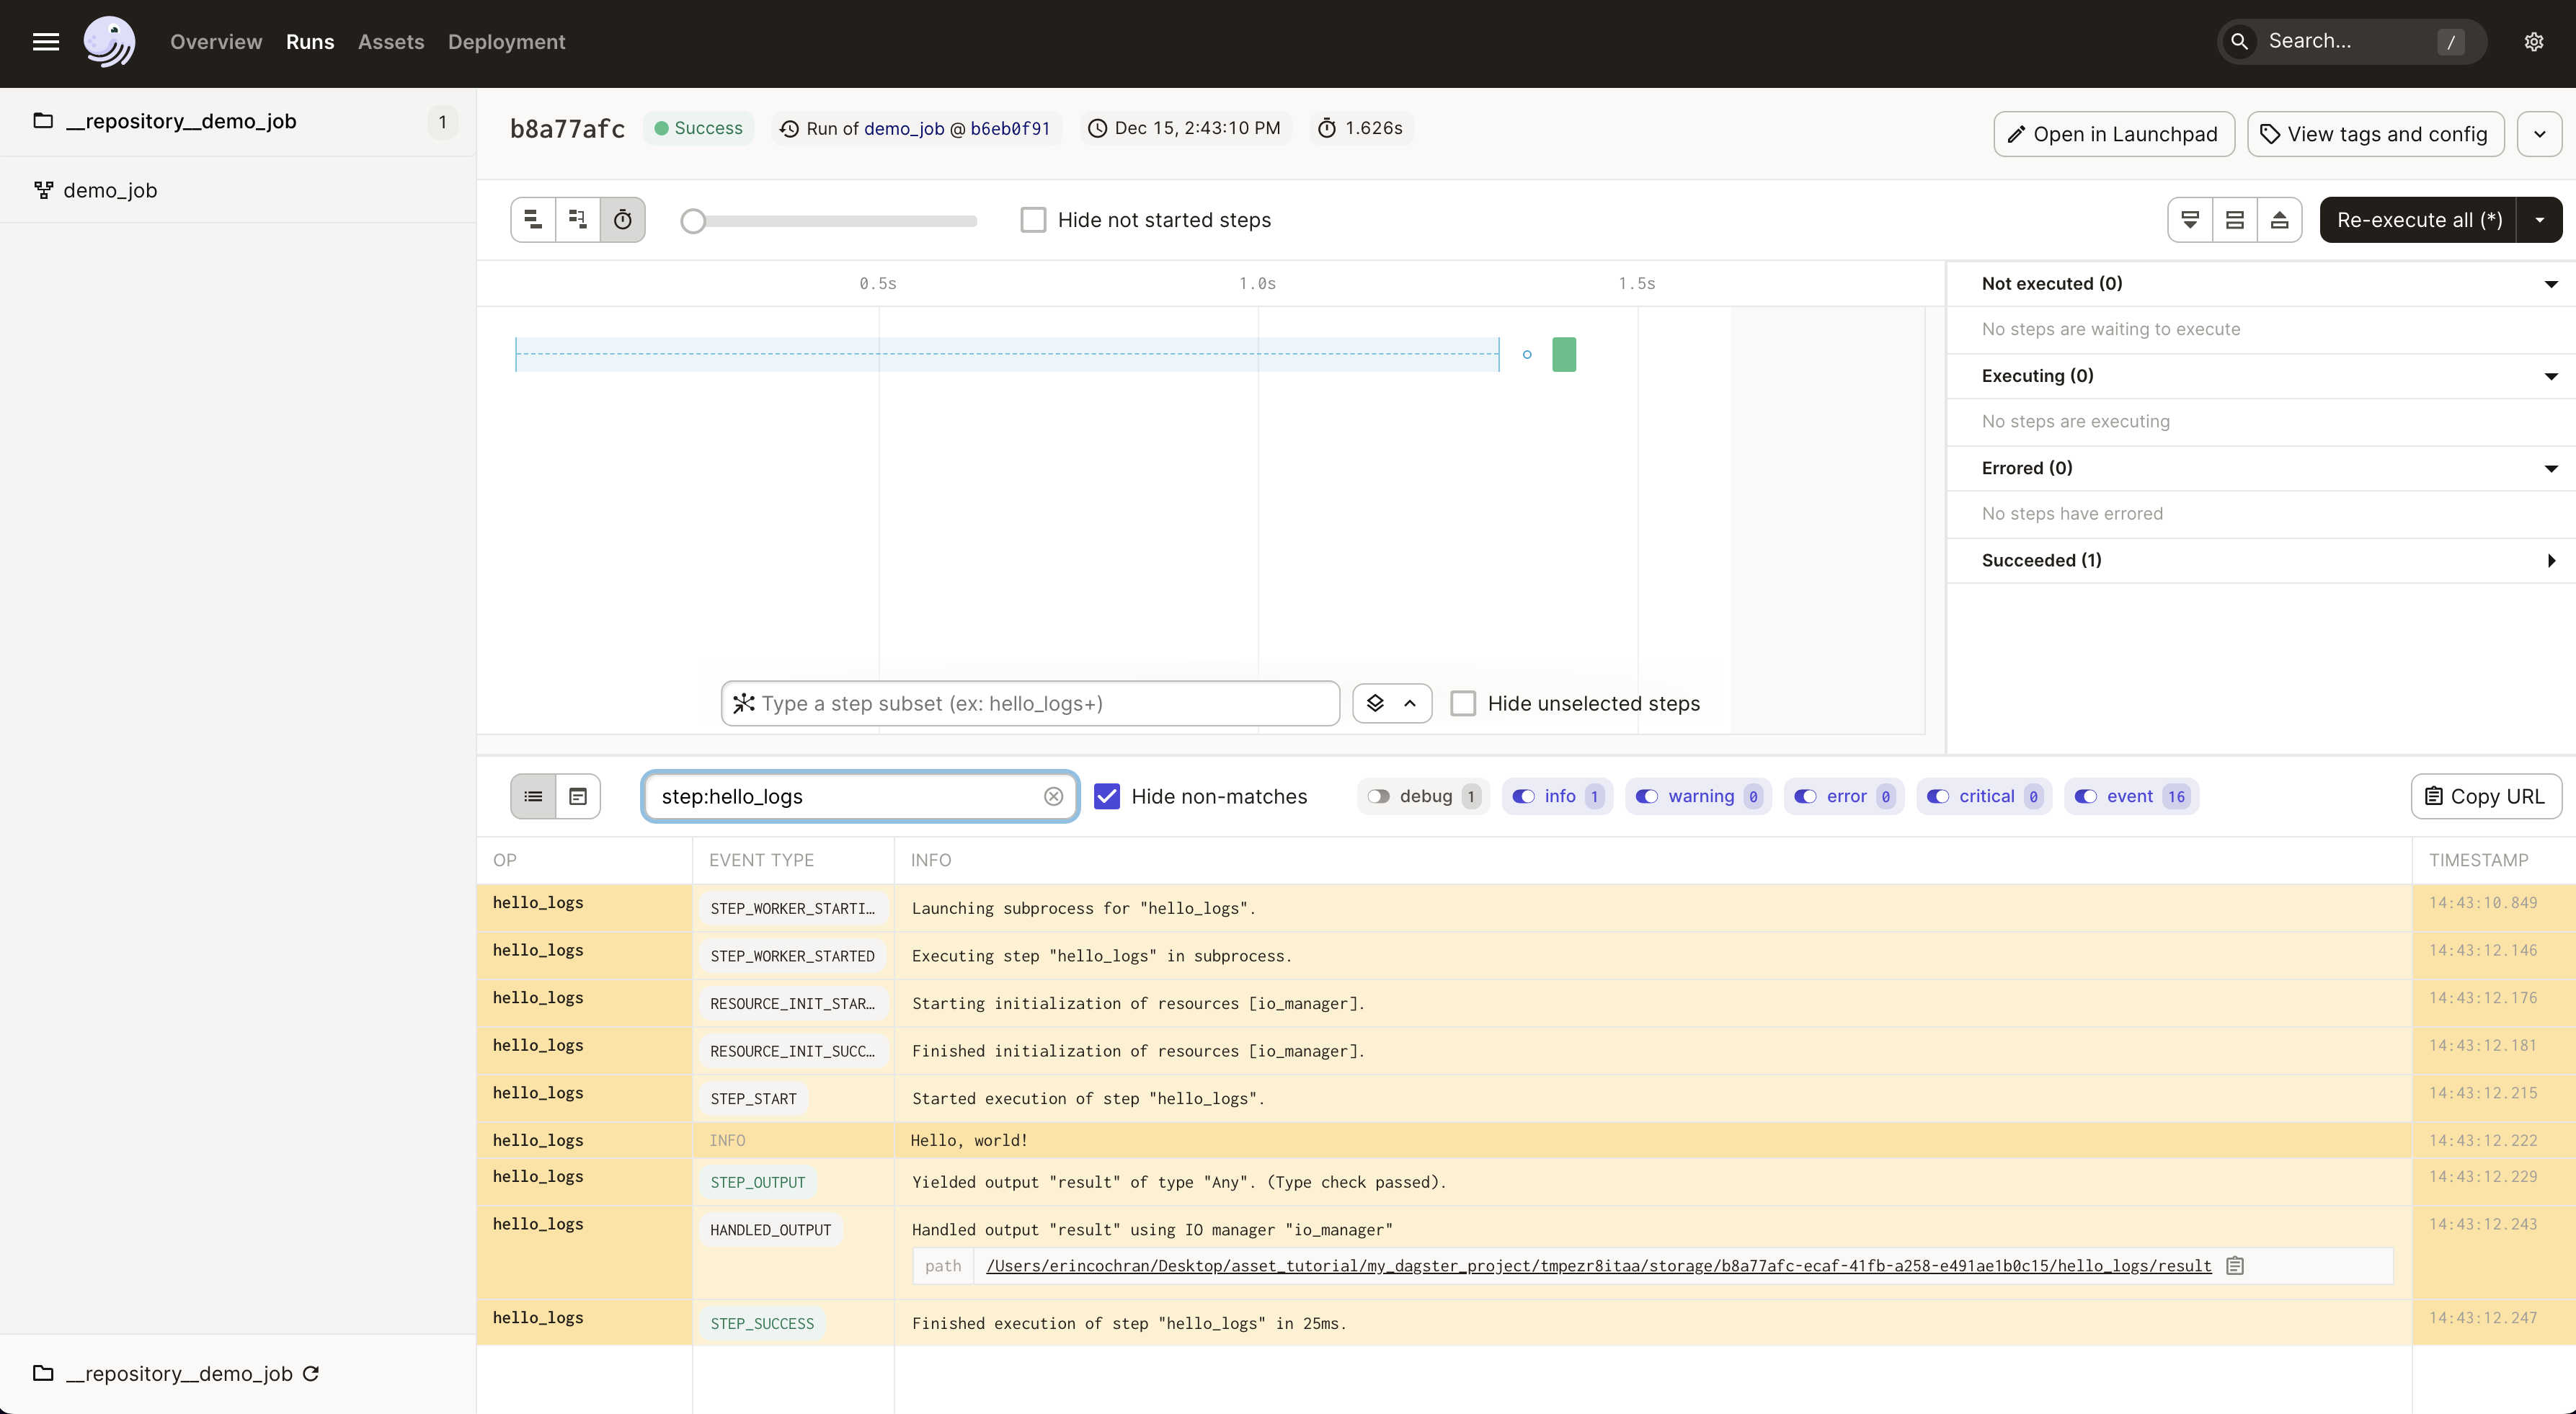 Overview Runs Assets Deployment Search... /
__repository__demo_job 1
demo_job
b8a77afc Success Run of demo_job @ b6eb0f91 Dec 15, 2:43:10 PM 1.626s Open in Launchpad View tags and config
Hide not started steps Re-execute all (*)
0.5s 1.0s 1.5s
Not executed (0)
No steps are waiting to execute
Executing (0)
No steps are executing
Errored (0)
No steps have errored
Succeeded (1)
Type a step subset (ex: hello_logs+) Hide unselected steps
step:hello_logs Hide non-matches debug 1 info 1 warning 0 error 0 critical 0 event 16 Copy URL
OP EVENT TYPE INFO TIMESTAMP
hello_logs STEP_WORKER_STARTI… Launching subprocess for "hello_logs". 14:43:10.849
hello_logs STEP_WORKER_STARTED Executing step "hello_logs" in subprocess. 14:43:12.146
hello_logs RESOURCE_INIT_STAR… Starting initialization of resources [io_manager]. 14:43:12.176
hello_logs RESOURCE_INIT_SUCC… Finished initialization of resources [io_manager]. 14:43:12.181
hello_logs STEP_START Started execution of step "hello_logs". 14:43:12.215
hello_logs INFO Hello, world! 14:43:12.222
hello_logs STEP_OUTPUT Yielded output "result" of type "Any". (Type check passed). 14:43:12.229
hello_logs HANDLED_OUTPUT Handled output "result" using IO manager "io_manager" 14:43:12.243
path /Users/erincochran/Desktop/asset_tutorial/my_dagster_project/tmpezr8itaa/storage/b8a77afc-ecaf-41fb-a258-e491ae1b0c15/hello_logs/result
hello_logs STEP_SUCCESS Finished execution of step "hello_logs" in 25ms. 14:43:12.247
__repository__demo_job